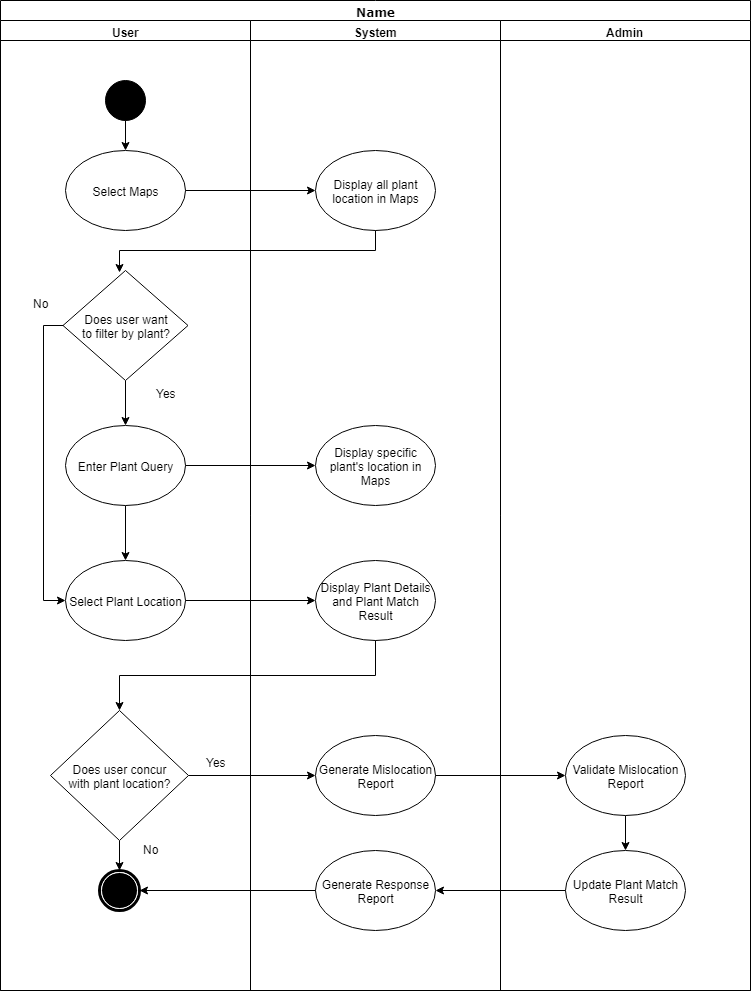 Name
User
System
Admin
Select Maps
Display all plant
location in Maps
No
Does user want
to filter by plant?
Yes
Enter Plant Query
Display specific
plant's location in
Maps
Select Plant Location
Display Plant Details
and Plant Match
Result
Does user concur
with plant location?
Yes
Generate Mislocation
Report
Validate Mislocation
Report
No
Generate Response
Report
Update Plant Match
Result